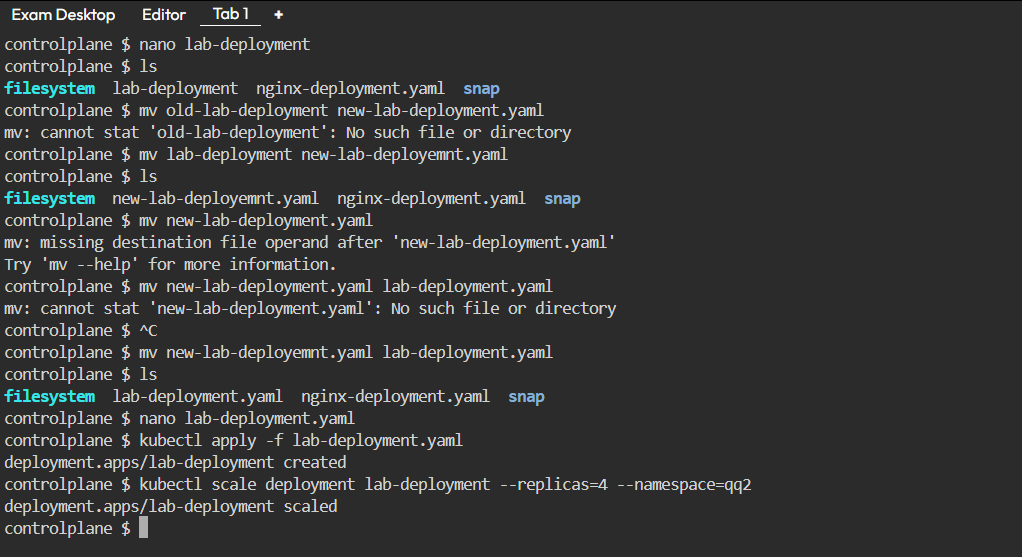 Exam Desktop Editor Tab 1 +
controlplane $ nano lab-deployment
controlplane $ ls
filesystem lab-deployment nginx-deployment.yaml snap
controlplane $ mv old-lab-deployment new-lab-deployment.yaml
mv: cannot stat 'old-lab-deployment': No such file or directory
controlplane $ mv lab-deployment new-lab-deployemnt.yaml
controlplane $ ls
filesystem new-lab-deployemnt.yaml nginx-deployment.yaml snap
controlplane $ mv new-lab-deployment.yaml
mv: missing destination file operand after 'new-lab-deployment.yaml'
Try 'mv --help' for more information.
controlplane $ mv new-lab-deployment.yaml lab-deployment.yaml
mv: cannot stat 'new-lab-deployment.yaml': No such file or directory
controlplane $ ^C
controlplane $ mv new-lab-deployemnt.yaml lab-deployment.yaml
controlplane $ ls
filesystem lab-deployment.yaml nginx-deployment.yaml snap
controlplane $ nano lab-deployment.yaml
controlplane $ kubectl apply -f lab-deployment.yaml
deployment.apps/lab-deployment created
controlplane $ kubectl scale deployment lab-deployment --replicas=4 --namespace=qq2
deployment.apps/lab-deployment scaled
controlplane $